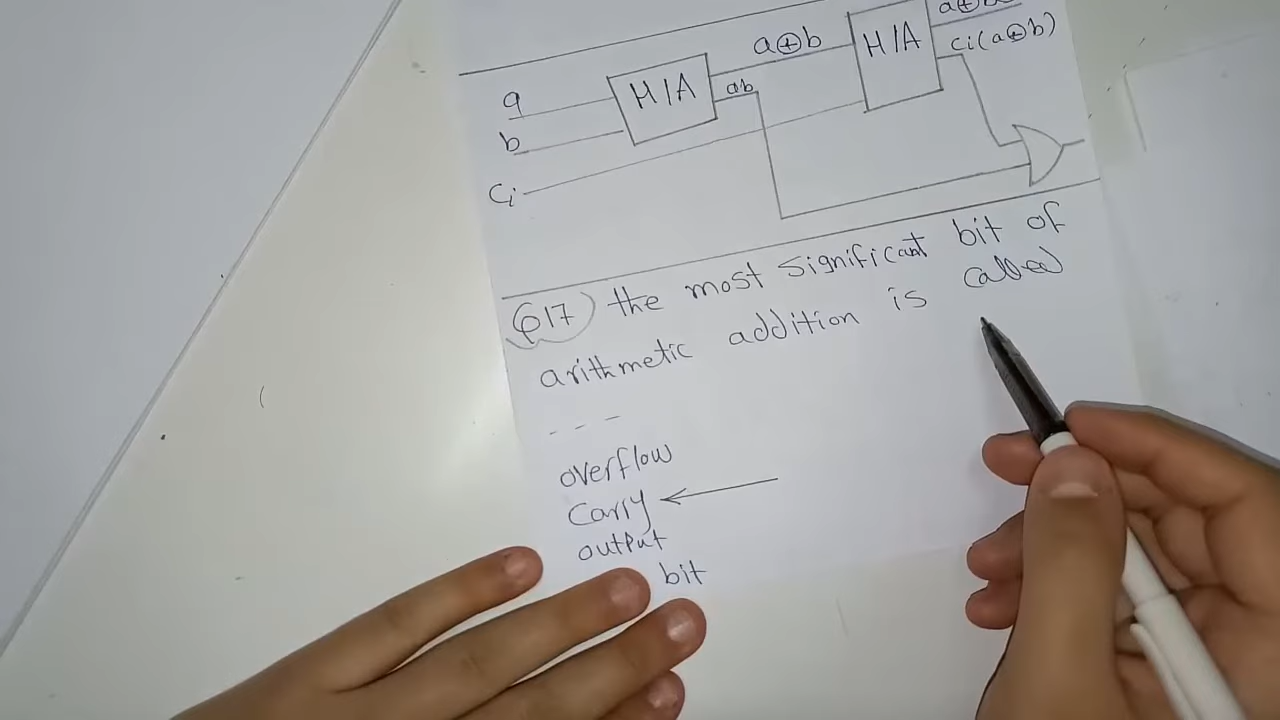 a⊕b
H/A
ci(a⊕b)
a⊕b
H/A
ab
a
b
Ci
Q17) the most significant bit of
arithmetic addition is called
---
overflow
Carry ←
output
bit